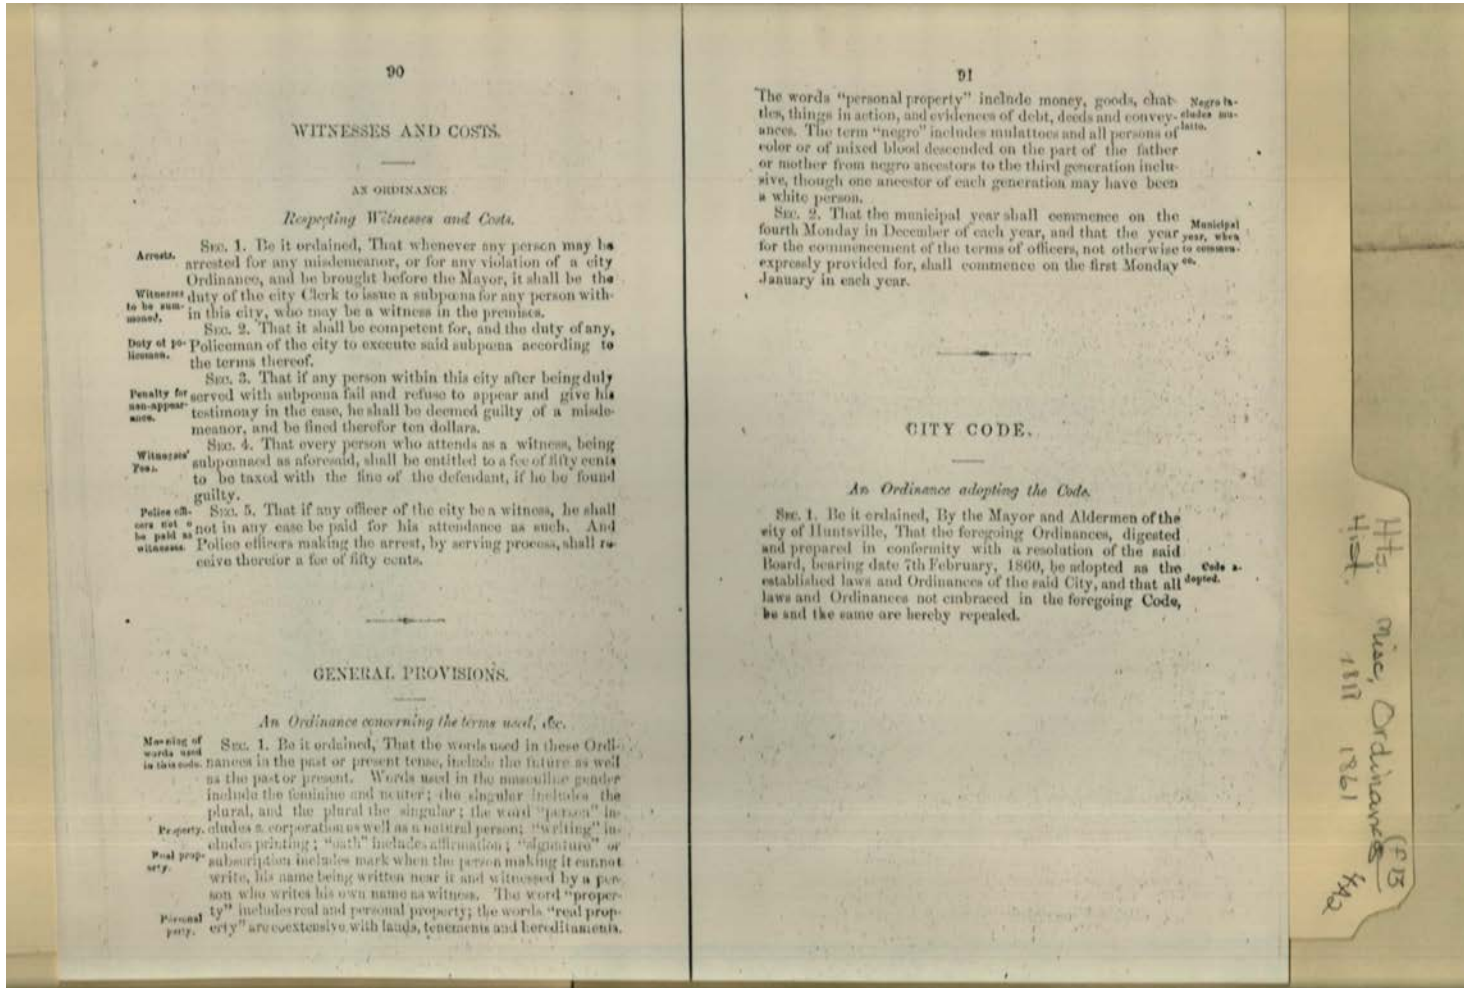 90
WITNESSES AND COSTS.
AN ORDINANCE
Respecting Witnesses and Costs.
Arrests.
SEC. 1. Be it ordained, That whenever any person may be
arrested for any misdemeanor, or for any violation of a city
Ordinance, and be brought before the Mayor, it shall be the
Witnesses to be summoned.
duty of the city Clerk to issue a subpœna for any person with-
in this city, who may be a witness in the premises.
SEC. 2. That it shall be competent for, and the duty of any,
Duty of po-
liceman.
Policeman of the city to execute said subpœna according to
the terms thereof.
SEC. 3. That if any person within this city after being duly
Penalty for
non-appear-
ance.
served with subpœna fail and refuse to appear and give his
testimony in the case, he shall be deemed guilty of a misde-
meanor, and be fined therefor ten dollars.
SEC. 4. That every person who attends as a witness, being
Witnesses'
Fees.
subpœnaed as aforesaid, shall be entitled to a fee of fifty cents
to be taxed with the fine of the defendant, if he be found
guilty.
Police offi-
cers not to
be paid as
witnesses.
SEC. 5. That if any officer of the city be a witness, he shall
not in any case be paid for his attendance as such. And
Police officers making the arrest, by serving process, shall re-
ceive therefor a fee of fifty cents.
GENERAL PROVISIONS.
An Ordinance concerning the terms used, &c.
Meaning of
words used
in this code.
SEC. 1. Be it ordained, That the words used in these Ordi-
nances in the past or present tense, include the future as well
as the past or present. Words used in the masculine gender
include the feminine and neuter; the singular includes the
plural, and the plural the singular; the word "person" in-
Property.
cludes a corporation as well as a natural person; "writing" in-
cludes printing; "oath" includes affirmation; "signature" or
Real prop-
erty.
subscription includes mark when the person making it cannot
write, his name being written near it and witnessed by a per-
son who writes his own name as witness. The word "proper-
Personal
perty.
ty" includes real and personal property; the words "real prop-
erty" are coextensive with lands, tenements and hereditaments.
91
The words "personal property" include money, goods, chat-
tles, things in action, and evidences of debt, deeds and convey-
ances. The term "negro" includes mulattoes and all persons of
color or of mixed blood descended on the part of the father
or mother from negro ancestors to the third generation inclu-
sive, though one ancestor of each generation may have been
a white person.
Negro in-
cludes mu-
latto.
SEC. 2. That the municipal year shall commence on the
fourth Monday in December of each year, and that the year
for the commencement of the terms of officers, not otherwise
expressly provided for, shall commence on the first Monday
January in each year.
Municipal
year, when
to commen-
ce.
CITY CODE.
An Ordinance adopting the Code.
SEC. 1. Be it ordained, By the Mayor and Aldermen of the
city of Huntsville, That the foregoing Ordinances, digested
and prepared in conformity with a resolution of the said
Board, bearing date 7th February, 1860, be adopted as the
established laws and Ordinances of the said City, and that all
laws and Ordinances not embraced in the foregoing Code,
be and the same are hereby repealed.
Code a-
dopted.
Hist.
Misc, Ordinances
1861